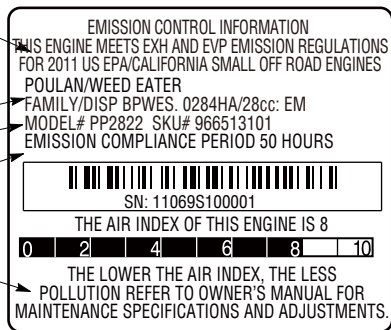 EMISSION CONTROL INFORMATION
THIS ENGINE MEETS EXH AND EVP EMISSION REGULATIONS
FOR 2011 US EPA/CALIFORNIA SMALL OFF ROAD ENGINES
POULAN/WEED EATER
FAMILY/DISP BPWES. 0284HA/28cc: EM
MODEL# PP2822 SKU# 966513101
EMISSION COMPLIANCE PERIOD 50 HOURS
SN: 11069S100001
THE AIR INDEX OF THIS ENGINE IS 8
0 2 4 6 8 10
THE LOWER THE AIR INDEX, THE LESS
POLLUTION REFER TO OWNER'S MANUAL FOR
MAINTENANCE SPECIFICATIONS AND ADJUSTMENTS.